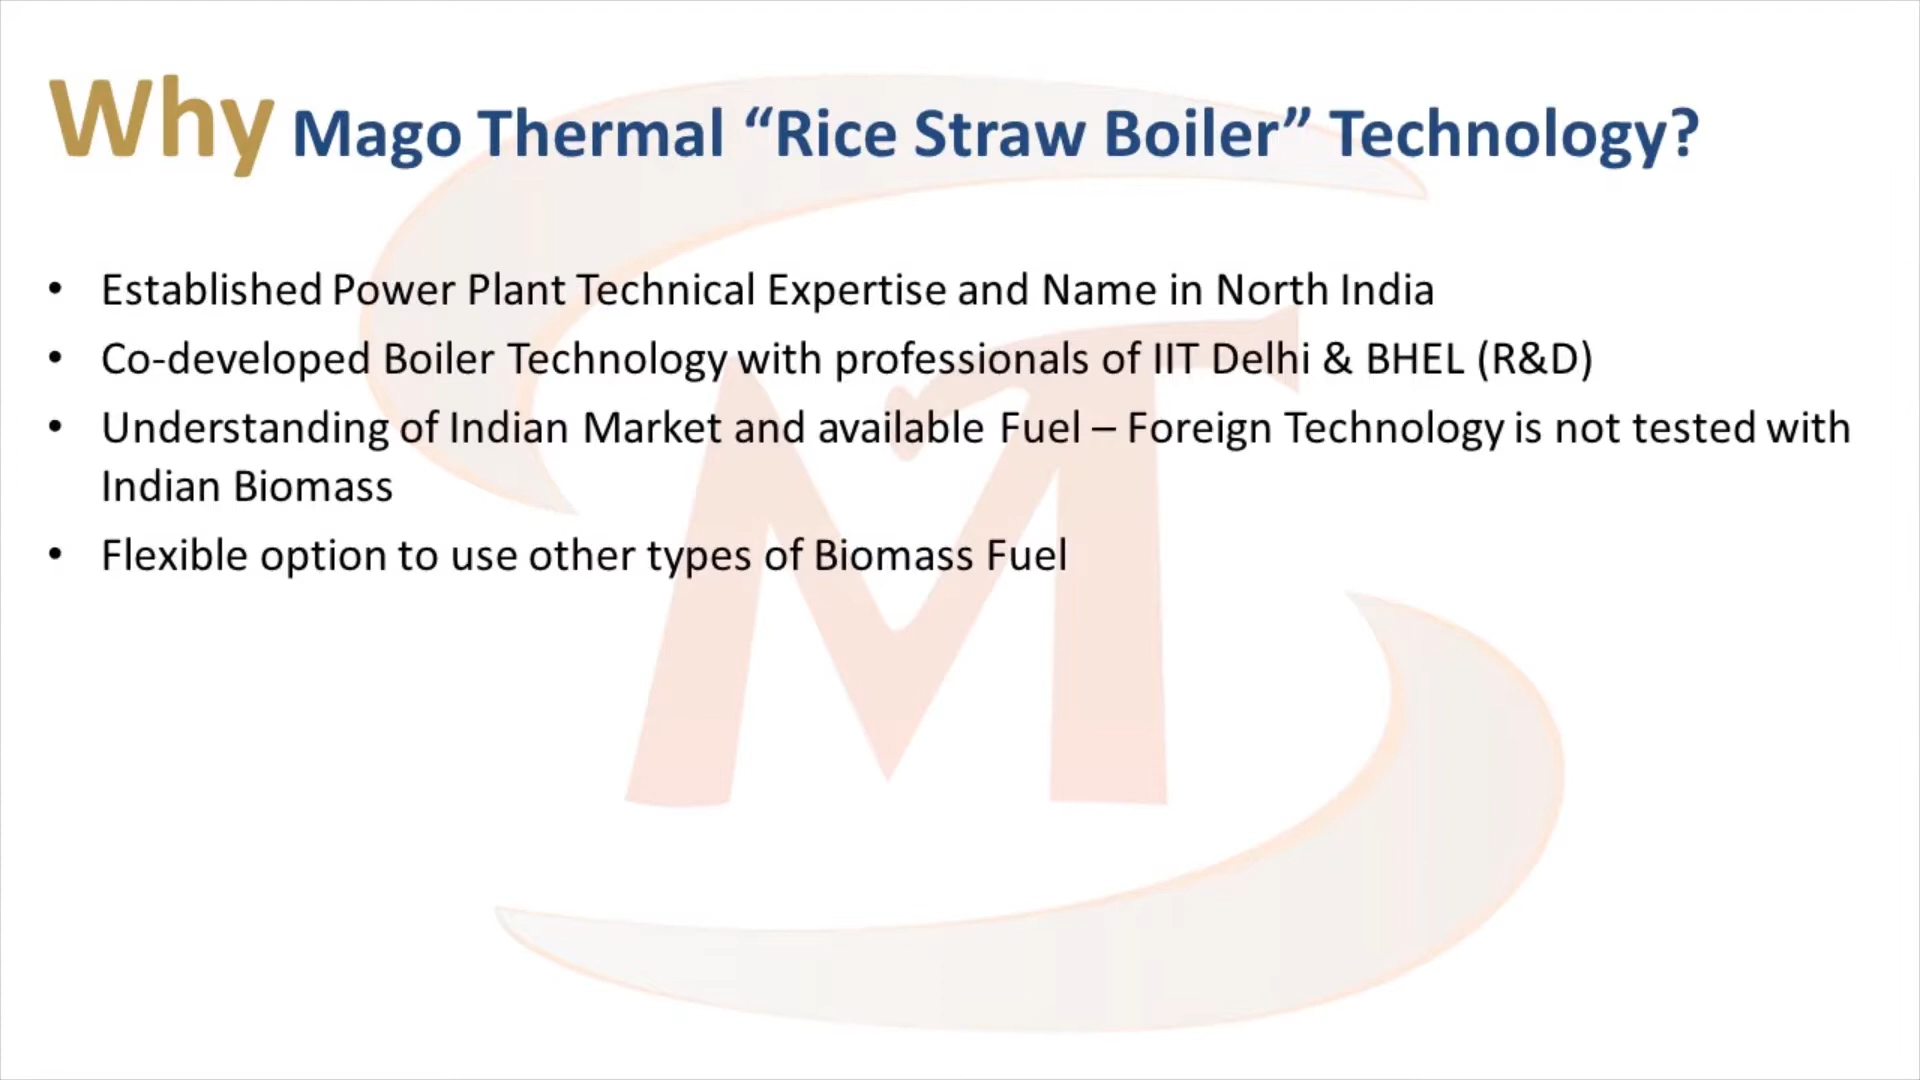 Why Mago Thermal “Rice Straw Boiler” Technology?
• Established Power Plant Technical Expertise and Name in North India
• Co-developed Boiler Technology with professionals of IIT Delhi & BHEL (R&D)
• Understanding of Indian Market and available Fuel – Foreign Technology is not tested with
Indian Biomass
• Flexible option to use other types of Biomass Fuel
MT